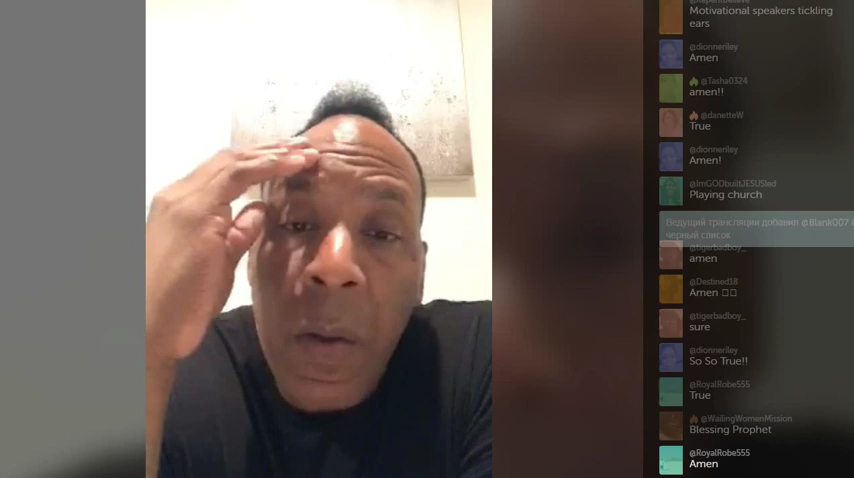 Motivational speakers tickling
ears
@dionneriley
Amen
@Tasha0324
amen!!
@danetteW
True
@dionneriley
Amen!
@ImGODbuiltJESUSled
Playing church
Ведущий трансляции добавил @Blank007
черный список
@tigerbadboy_
amen
@Destined18
Amen
@tigerbadboy_
sure
@dionneriley
So So True!!
@RoyalRobe555
True
@WailingWomenMission
Blessing Prophet
@RoyalRobe555
Amen